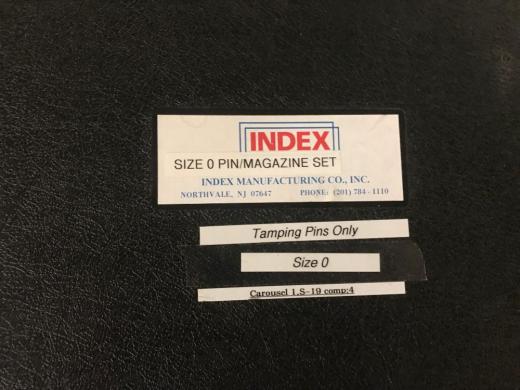 INDEX
SIZE 0 PIN/MAGAZINE SET
INDEX MANUFACTURING CO., INC.
NORTHVALE, NJ 07647 PHONE: (201) 784-1110
Tamping Pins Only
Size 0
Carousel 1.S-19 comp:4